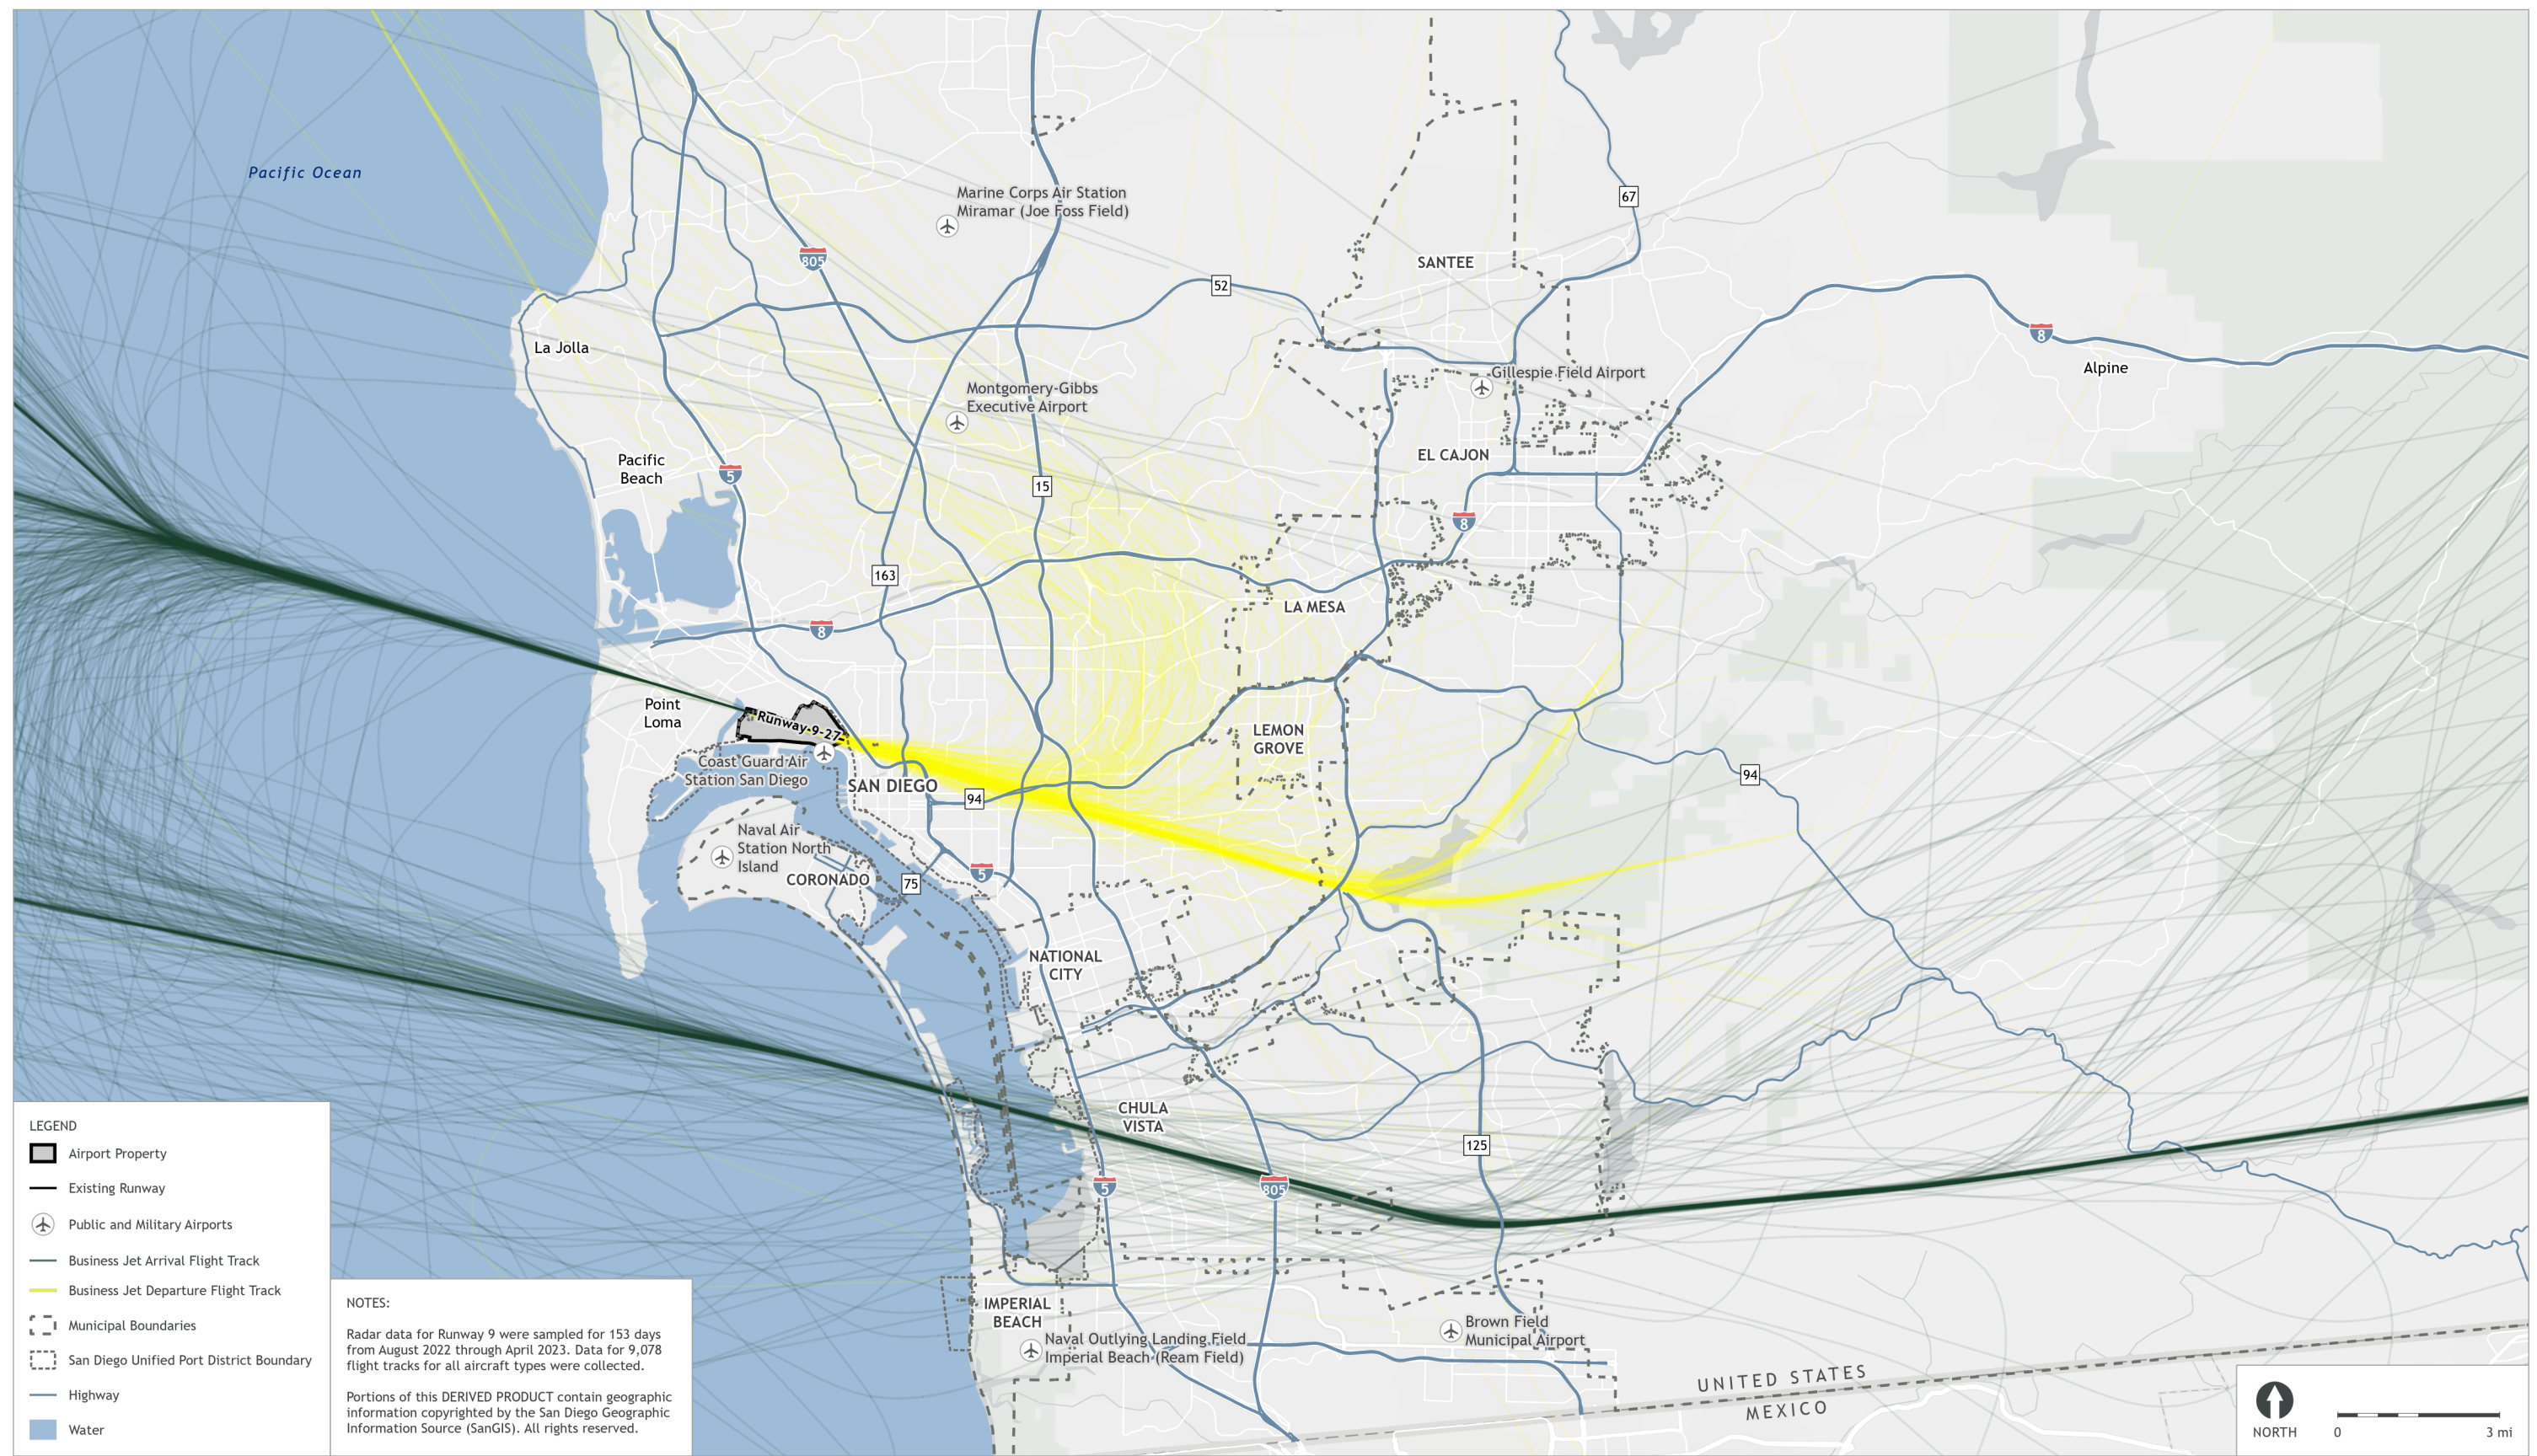 Pacific Ocean
Marine Corps Air Station
Miramar (Joe Foss Field)
67
805
SANTEE
52
8
La Jolla
Alpine
Gillespie Field Airport
Montgomery-Gibbs
Executive Airport
EL CAJON
Pacific
Beach
5
15
8
163
LA MESA
8
Point
Loma
Runway-9-27
LEMON
GROVE
Coast Guard Air
Station San Diego
SAN DIEGO
94
94
Naval Air
Station North
Island
CORONADO
75
5
NATIONAL
CITY
CHULA
VISTA
125
5
805
IMPERIAL
BEACH
Naval Outlying Landing Field
Imperial Beach (Ream Field)
Brown Field
Municipal Airport
UNITED STATES
MEXICO
LEGEND
Airport Property
Existing Runway
Public and Military Airports
Business Jet Arrival Flight Track
Business Jet Departure Flight Track
Municipal Boundaries
San Diego Unified Port District Boundary
Highway
Water
NOTES:
Radar data for Runway 9 were sampled for 153 days
from August 2022 through April 2023. Data for 9,078
flight tracks for all aircraft types were collected.
Portions of this DERIVED PRODUCT contain geographic
information copyrighted by the San Diego Geographic
Information Source (SanGIS). All rights reserved.
NORTH
0
3 mi